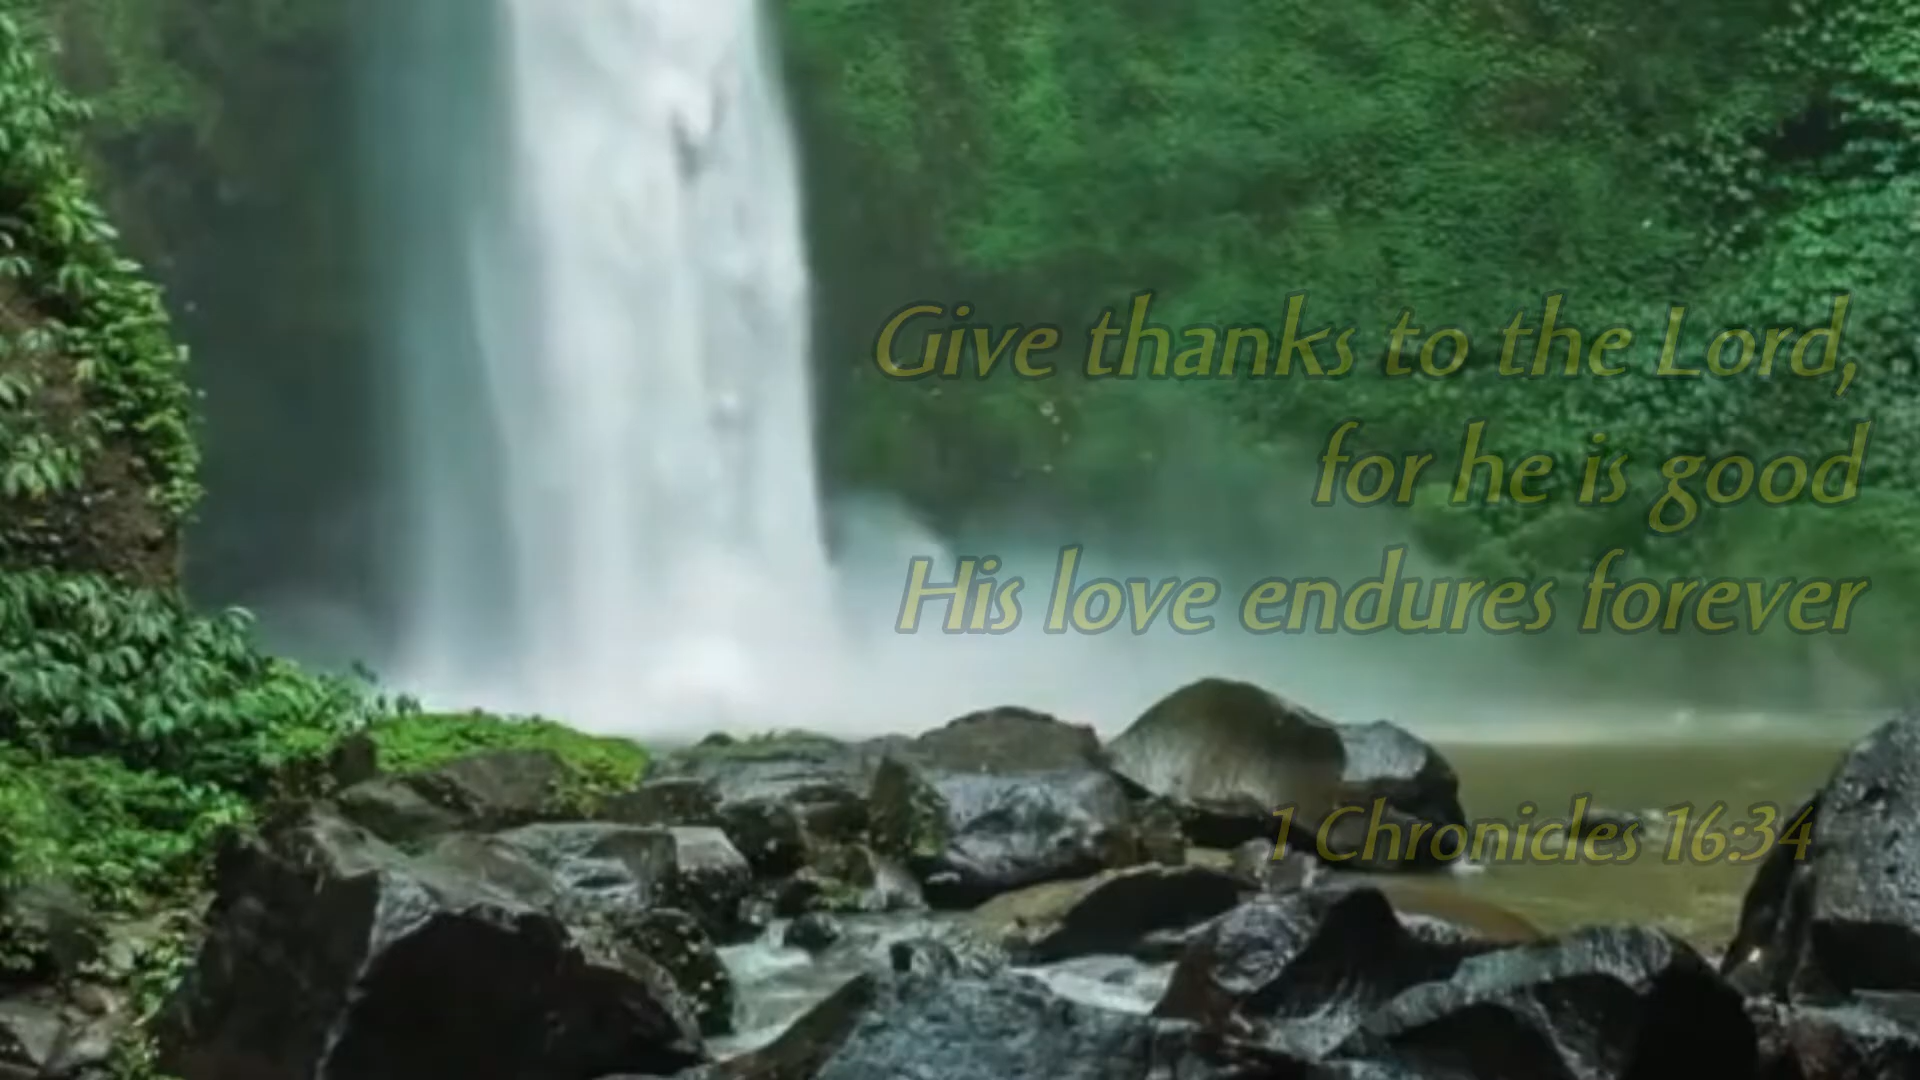 Give thanks to the Lord,
for he is good
His love endures forever
1 Chronicles 16:34